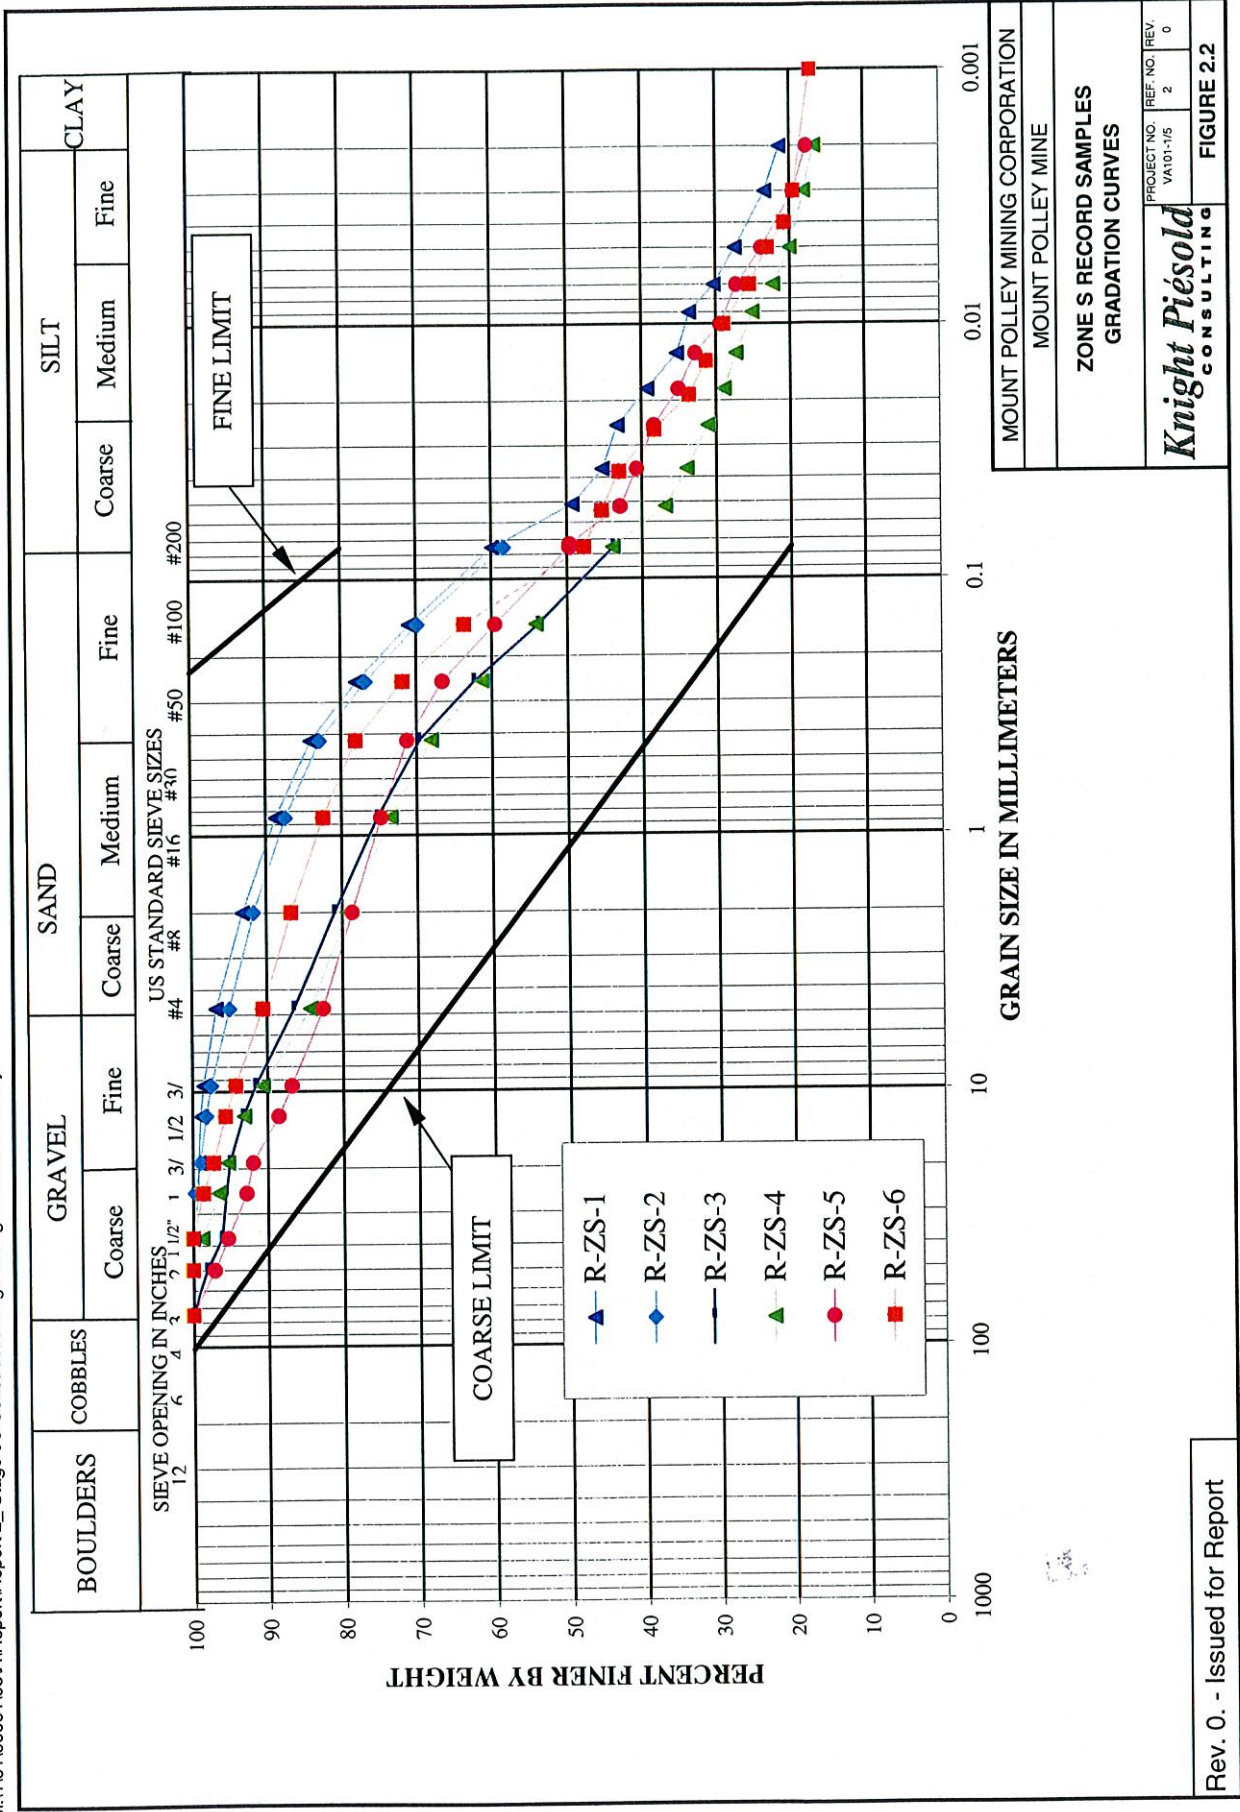 BOULDERS
COBBLES
GRAVEL
SAND
SILT
CLAY
Coarse
Fine
Coarse
Medium
Fine
Coarse
Medium
Fine
SIEVE OPENING IN INCHES
US STANDARD SIEVE SIZES
12
6
4
3
2
1 1/2"
1
3/
1/2
3/
#4
#8
#16
#30
#50
#100
#200
FINE LIMIT
COARSE LIMIT
100
90
80
70
60
50
40
30
20
10
0
PERCENT FINER BY WEIGHT
R-ZS-1
R-ZS-2
R-ZS-3
R-ZS-4
R-ZS-5
R-ZS-6
1000
100
10
1
0.1
0.01
0.001
GRAIN SIZE IN MILLIMETERS
MOUNT POLLEY MINING CORPORATION
MOUNT POLLEY MINE
ZONE S RECORD SAMPLES
GRADATION CURVES
Knight Piésold
CONSULTING
PROJECT NO.
VA101-1/5
REF. NO.
2
REV.
0
FIGURE 2.2
Rev. 0. - Issued for Report